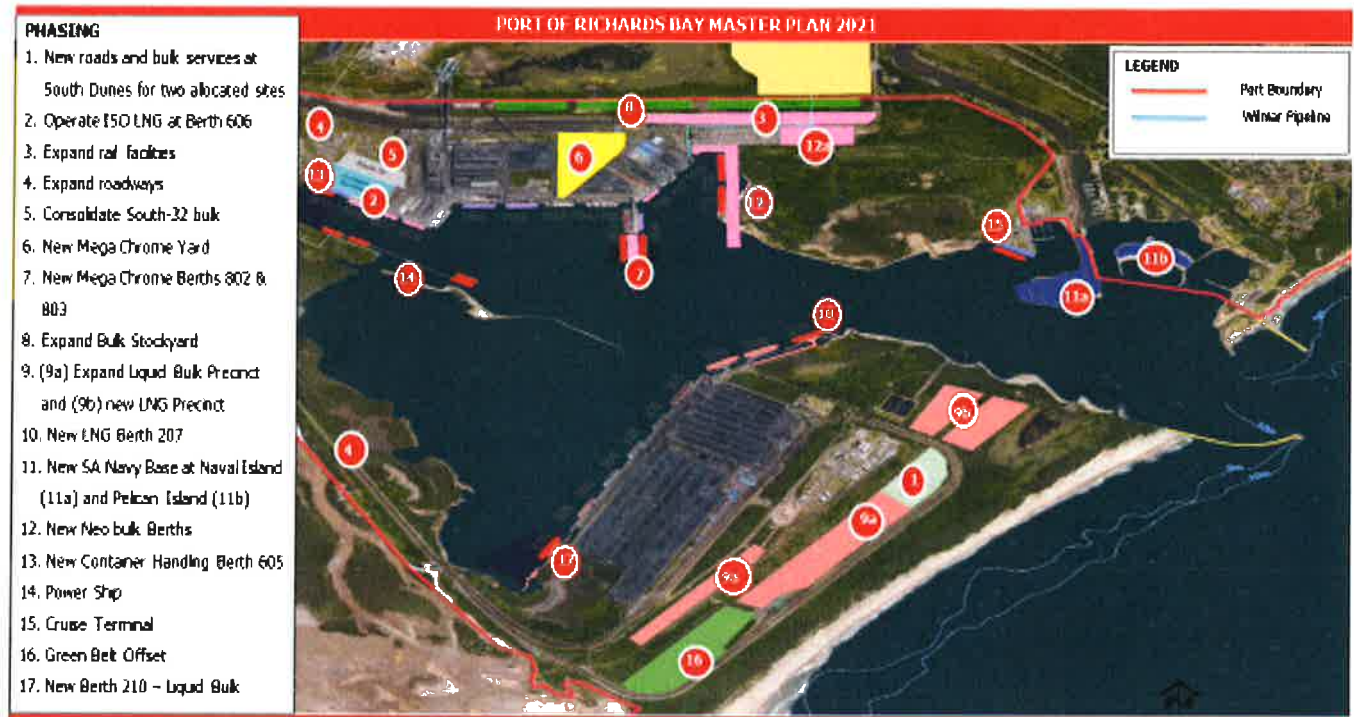 PORT OF RICHARDS BAY MASTER PLAN 2021
PHASING
1. New roads and bulk services at
South Dunes for two alocated sites
2. Operate ISO LNG at Berth 606
3. Expand rail facilities
4. Expand roadways
5. Consolidate South-32 bulk
6. New Mega Chrome Yard
7. New Mega Chrome Berths 802 &
803
8. Expand Bulk Stockyard
9. (9a) Expand Liquid Bulk Precinct
and (9b) new LNG Precinct
10. New LNG Berth 207
11. New SA Navy Base at Naval Island
(11a) and Pelican Island (11b)
12. New Neo bulk Berths
13. New Container Handling Berth 605
14. Power Ship
15. Cruise Terminal
16. Green Belt Offset
17. New Berth 210 – Liquid Bulk
LEGEND
Port Boundary
Pipeline
4
8
3
12a
5
6
13
2
12
15
11b
14
7
11a
10
4
9b
1
9a
17
9a
16